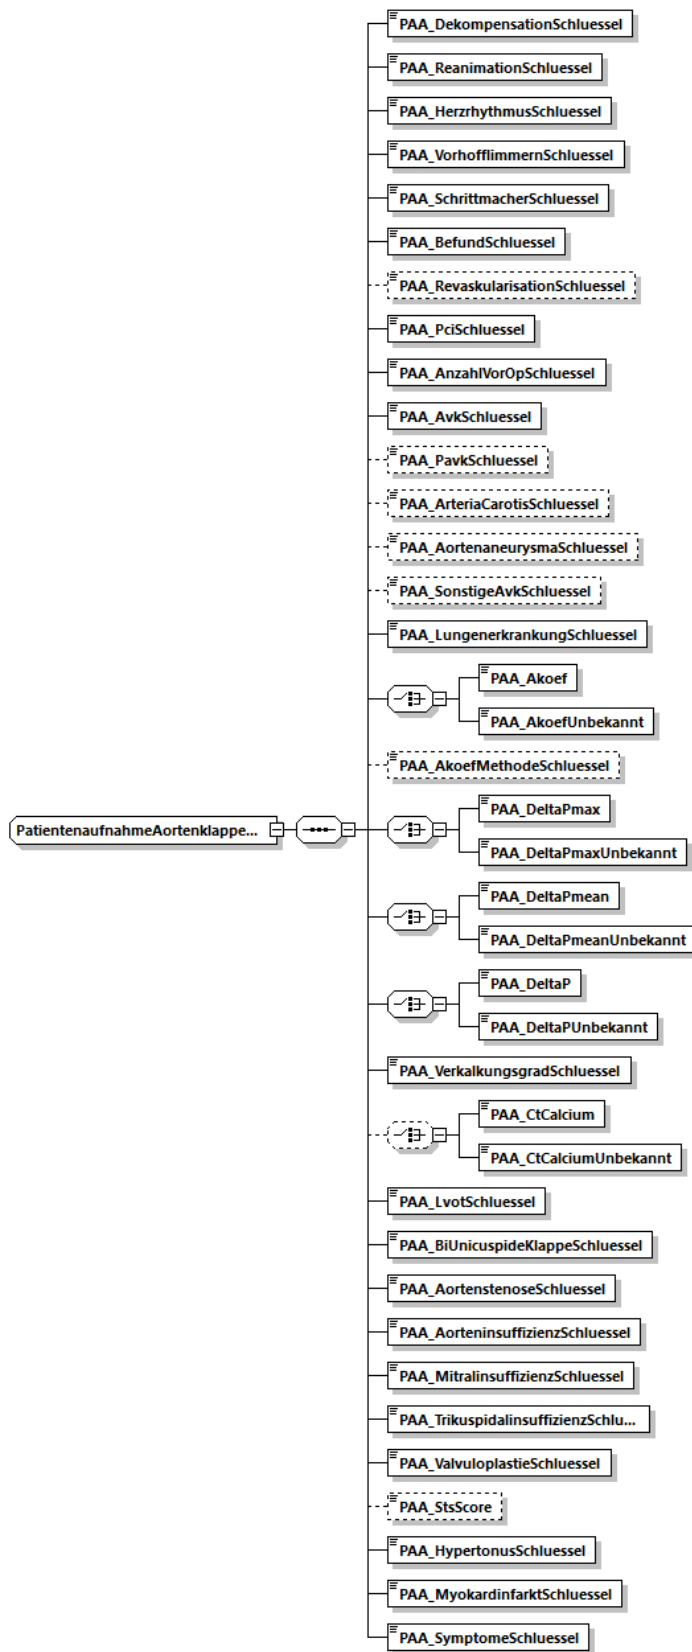 PAA_DekompensationSchluessel
PAA_ReanimationSchluessel
PAA_HerzrhythmusSchluessel
PAA_VorhofflimmernSchluessel
PAA_SchrittmacherSchluessel
PAA_BefundSchluessel
PAA_RevaskularisationSchluessel
PAA_PciSchluessel
PAA_AnzahlVorOpSchluessel
PAA_AvkSchluessel
PAA_PavkSchluessel
PAA_ArteriaCarotisSchluessel
PAA_AortenaneurysmaSchluessel
PAA_SonstigeAvkSchluessel
PAA_LungenerkrankungSchluessel
PAA_Akoef
PAA_AkoefUnbekannt
PAA_AkoefMethodeSchluessel
PatientenaufnahmeAortenklappe...
PAA_DeltaPmax
PAA_DeltaPmaxUnbekannt
PAA_DeltaPmean
PAA_DeltaPmeanUnbekannt
PAA_DeltaP
PAA_DeltaPUnbekannt
PAA_VerkalkungsgradSchluessel
PAA_CtCalcium
PAA_CtCalciumUnbekannt
PAA_LvotSchluessel
PAA_BiUnicuspideKlappeSchluessel
PAA_AortenstenoseSchluessel
PAA_AorteninsuffizienzSchluessel
PAA_MitralinsuffizienzSchluessel
PAA_TrikuspidalinsuffizienzSchlu...
PAA_ValvuloplastieSchluessel
PAA_StsScore
PAA_HypertonusSchluessel
PAA_MyokardinfarktSchluessel
PAA_SymptomeSchluessel